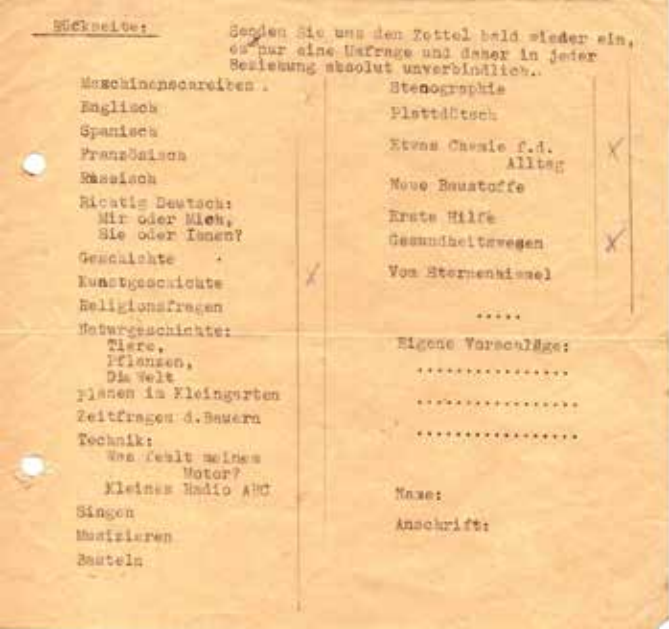 Rückseite:
Senden Sie uns den Zettel bald wieder ein,
es nur eine Umfrage und daher in jeder
Beziehung absolut unverbindlich.
Maschinenschreiben.
Englisch
Spanisch
Französisch
Russisch
Richtig Deutsch:
Mir oder Mich,
Sie oder Ihnen?
Geschichte
Kunstgeschichte
Religionsfragen
Naturgeschichte:
Tiere,
Pflanzen,
Die Welt
planen im Kleingarten
Zeitfragen d.Bauern
Technik:
Was fehlt meinem
Motor?
Kleines Radio ABC
Singen
Musizieren
Basteln
Stenographie
Plattdütsch
Etwas Chemie f.d.
Alltag
Neue Baustoffe
Erste Hilfe
Gesundheitswesen
Vom Sternenhimmel
.....
Eigene Vorschläge:
................
.................
.................
Name:
Anschrift: